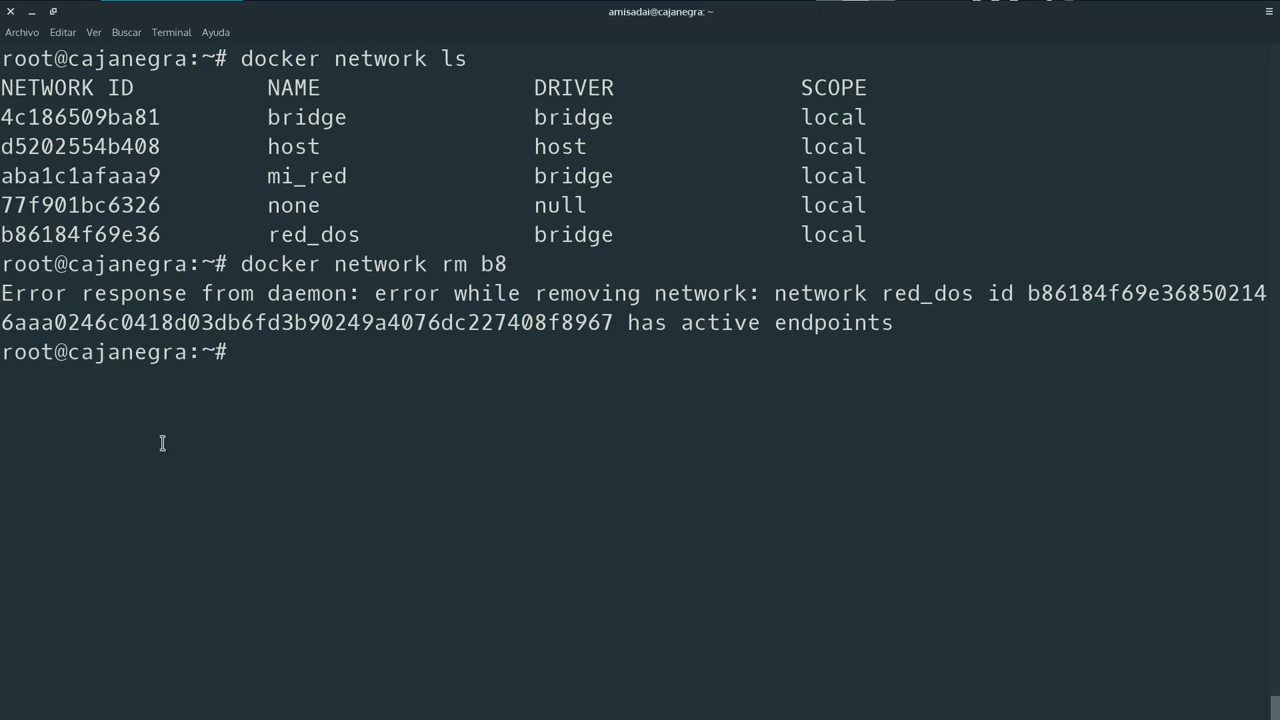 amisadai@cajanegra: ~
Archivo Editar Ver Buscar Terminal Ayuda
root@cajanegra:~# docker network ls
NETWORK ID NAME DRIVER SCOPE
4c186509ba81 bridge bridge local
d5202554b408 host host local
aba1c1afaaa9 mi_red bridge local
77f901bc6326 none null local
b86184f69e36 red_dos bridge local
root@cajanegra:~# docker network rm b8
Error response from daemon: error while removing network: network red_dos id b86184f69e36850214
6aaa0246c0418d03db6fd3b90249a4076dc227408f8967 has active endpoints
root@cajanegra:~#